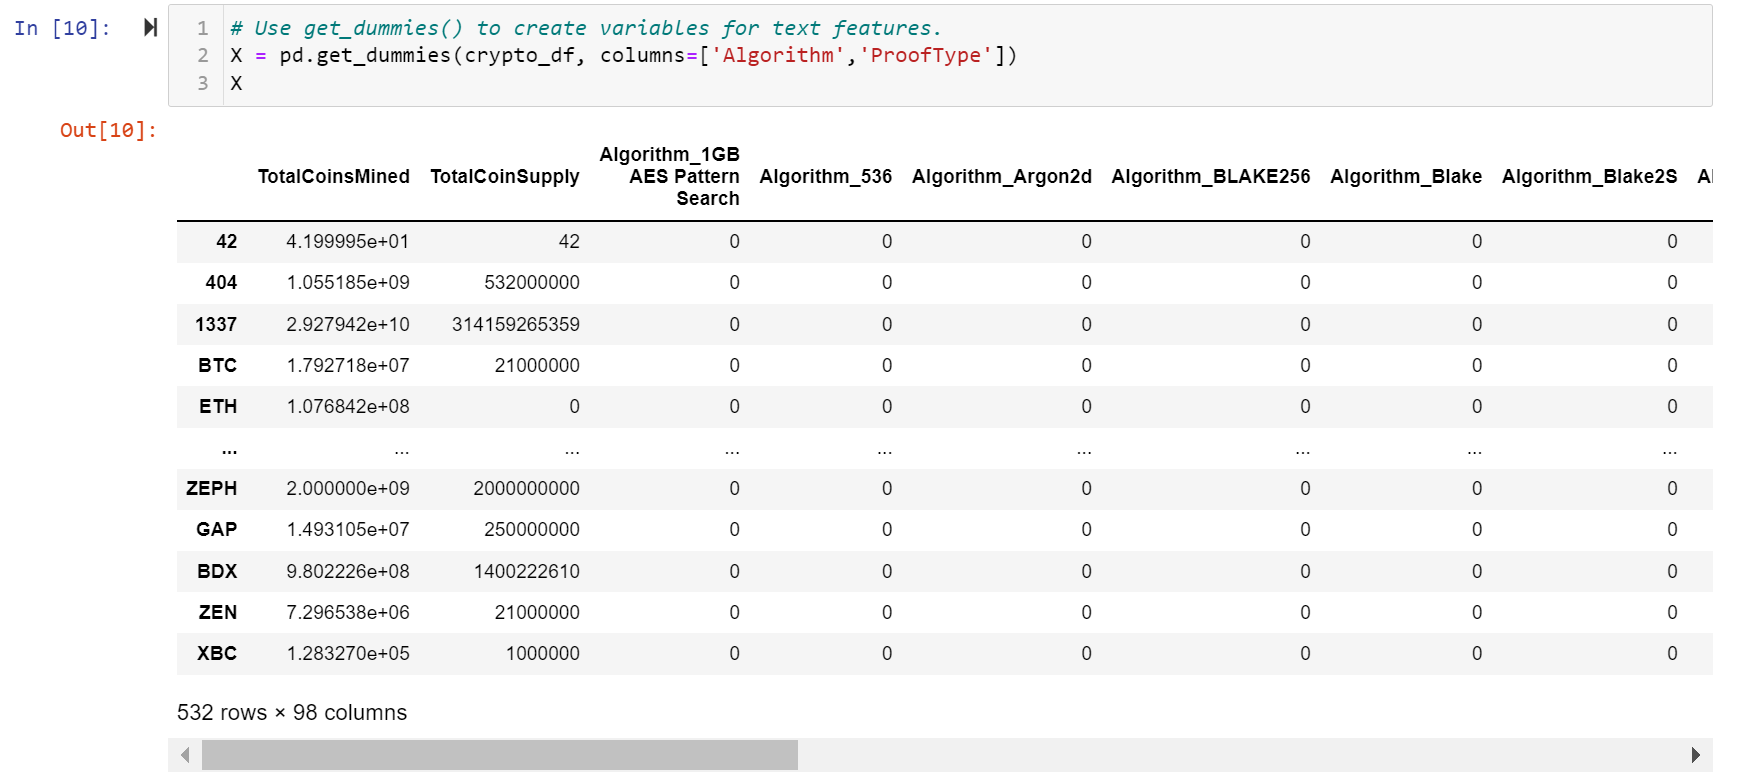 In [10]:
1 # Use get_dummies() to create variables for text features.
2 X = pd.get_dummies(crypto_df, columns=['Algorithm','ProofType'])
3 X
Out[10]:
TotalCoinsMined TotalCoinSupply Algorithm_1GB AES Pattern Search Algorithm_536 Algorithm_Argon2d Algorithm_BLAKE256 Algorithm_Blake Algorithm_Blake2S
42 4.199995e+01 42 0 0 0 0 0 0
404 1.055185e+09 532000000 0 0 0 0 0 0
1337 2.927942e+10 314159265359 0 0 0 0 0 0
BTC 1.792718e+07 21000000 0 0 0 0 0 0
ETH 1.076842e+08 0 0 0 0 0 0 0
... ... ... ... ... ... ... ... ...
ZEPH 2.000000e+09 2000000000 0 0 0 0 0 0
GAP 1.493105e+07 250000000 0 0 0 0 0 0
BDX 9.802226e+08 1400222610 0 0 0 0 0 0
ZEN 7.296538e+06 21000000 0 0 0 0 0 0
XBC 1.283270e+05 1000000 0 0 0 0 0 0
532 rows × 98 columns